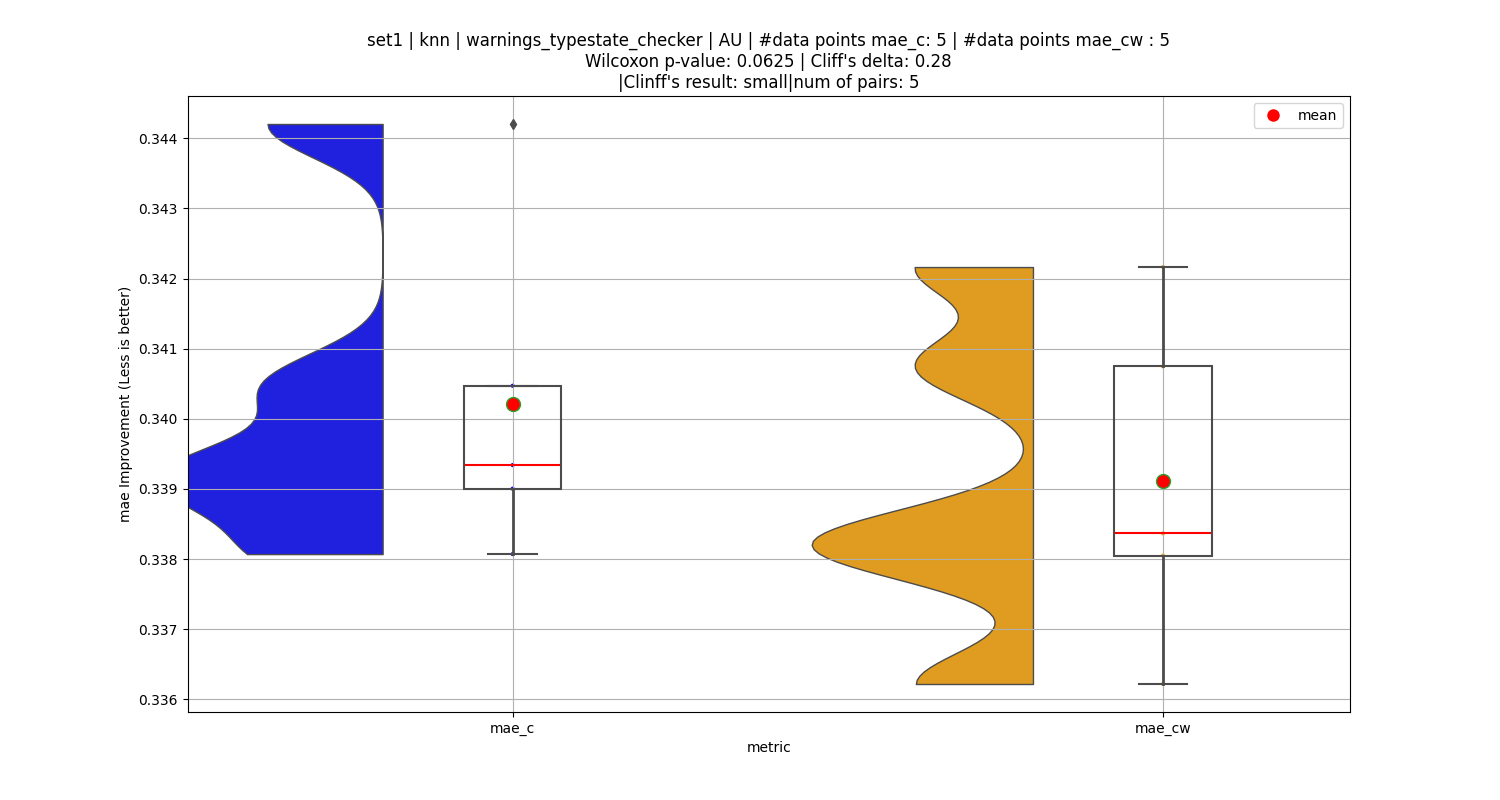 set1 | knn | warnings_typestate_checker | AU | #data points mae_c: 5 | #data points mae_cw : 5
Wilcoxon p-value: 0.0625 | Cliff's delta: 0.28
|Clinff's result: small|num of pairs: 5
mean
0.344
0.343
0.342
0.341
0.340
0.339
0.338
0.337
0.336
mae Improvement (Less is better)
mae_c
mae_cw
metric